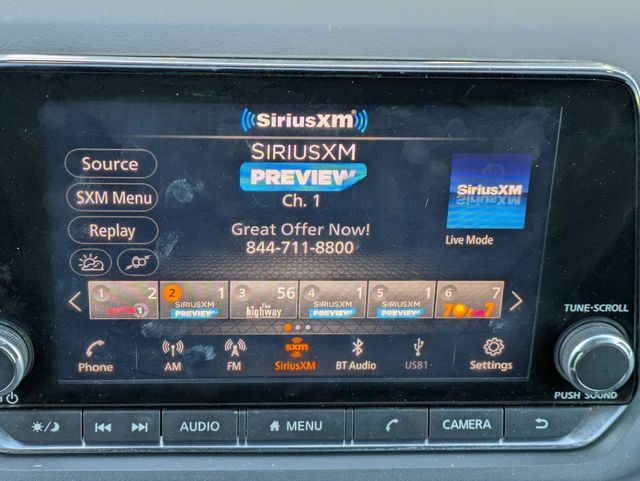 SiriusXM®
SIRIUSXM
PREVIEW
Ch. 1
Great Offer Now!
844-711-8800
Source
SXM Menu
Replay
SiriusXM
Live Mode
1 2
2 1
SIRIUSXM
PREVIEW
3 56
the
highway
4 1
SIRIUSXM
PREVIEW
5 1
SIRIUSXM
PREVIEW
6 7
7
Phone
AM
FM
sxm
SiriusXM
BT Audio
USB1
Settings
TUNE·SCROLL
PUSH SOUND
AUDIO
MENU
CAMERA